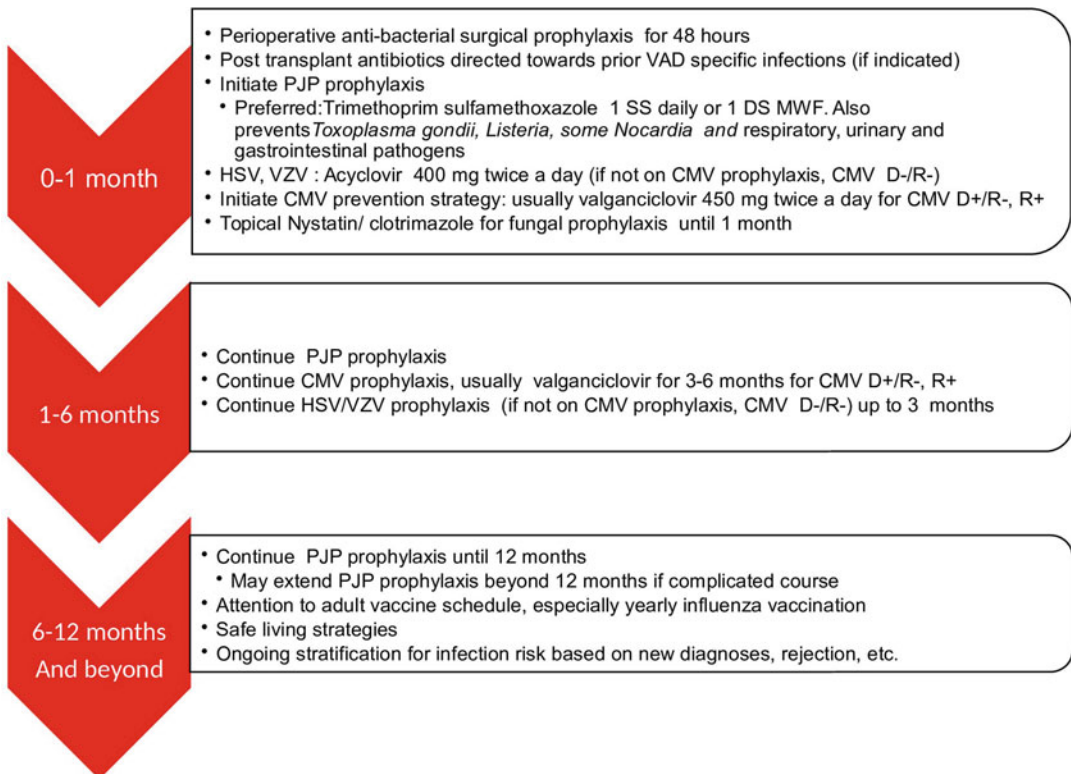 0-1 month
• Perioperative anti-bacterial surgical prophylaxis for 48 hours
• Post transplant antibiotics directed towards prior VAD specific infections (if indicated)
• Initiate PJP prophylaxis
• Preferred:Trimethoprim sulfamethoxazole 1 SS daily or 1 DS MWF. Also
preventsToxoplasma gondii, Listeria, some Nocardia and respiratory, urinary and
gastrointestinal pathogens
• HSV, VZV : Acyclovir 400 mg twice a day (if not on CMV prophylaxis, CMV D-/R-)
• Initiate CMV prevention strategy: usually valganciclovir 450 mg twice a day for CMV D+/R-, R+
• Topical Nystatin/ clotrimazole for fungal prophylaxis until 1 month
1-6 months
• Continue PJP prophylaxis
• Continue CMV prophylaxis, usually valganciclovir for 3-6 months for CMV D+/R-, R+
• Continue HSV/VZV prophylaxis (if not on CMV prophylaxis, CMV D-/R-) up to 3 months
6-12 months
And beyond
• Continue PJP prophylaxis until 12 months
• May extend PJP prophylaxis beyond 12 months if complicated course
• Attention to adult vaccine schedule, especially yearly influenza vaccination
• Safe living strategies
• Ongoing stratification for infection risk based on new diagnoses, rejection, etc.